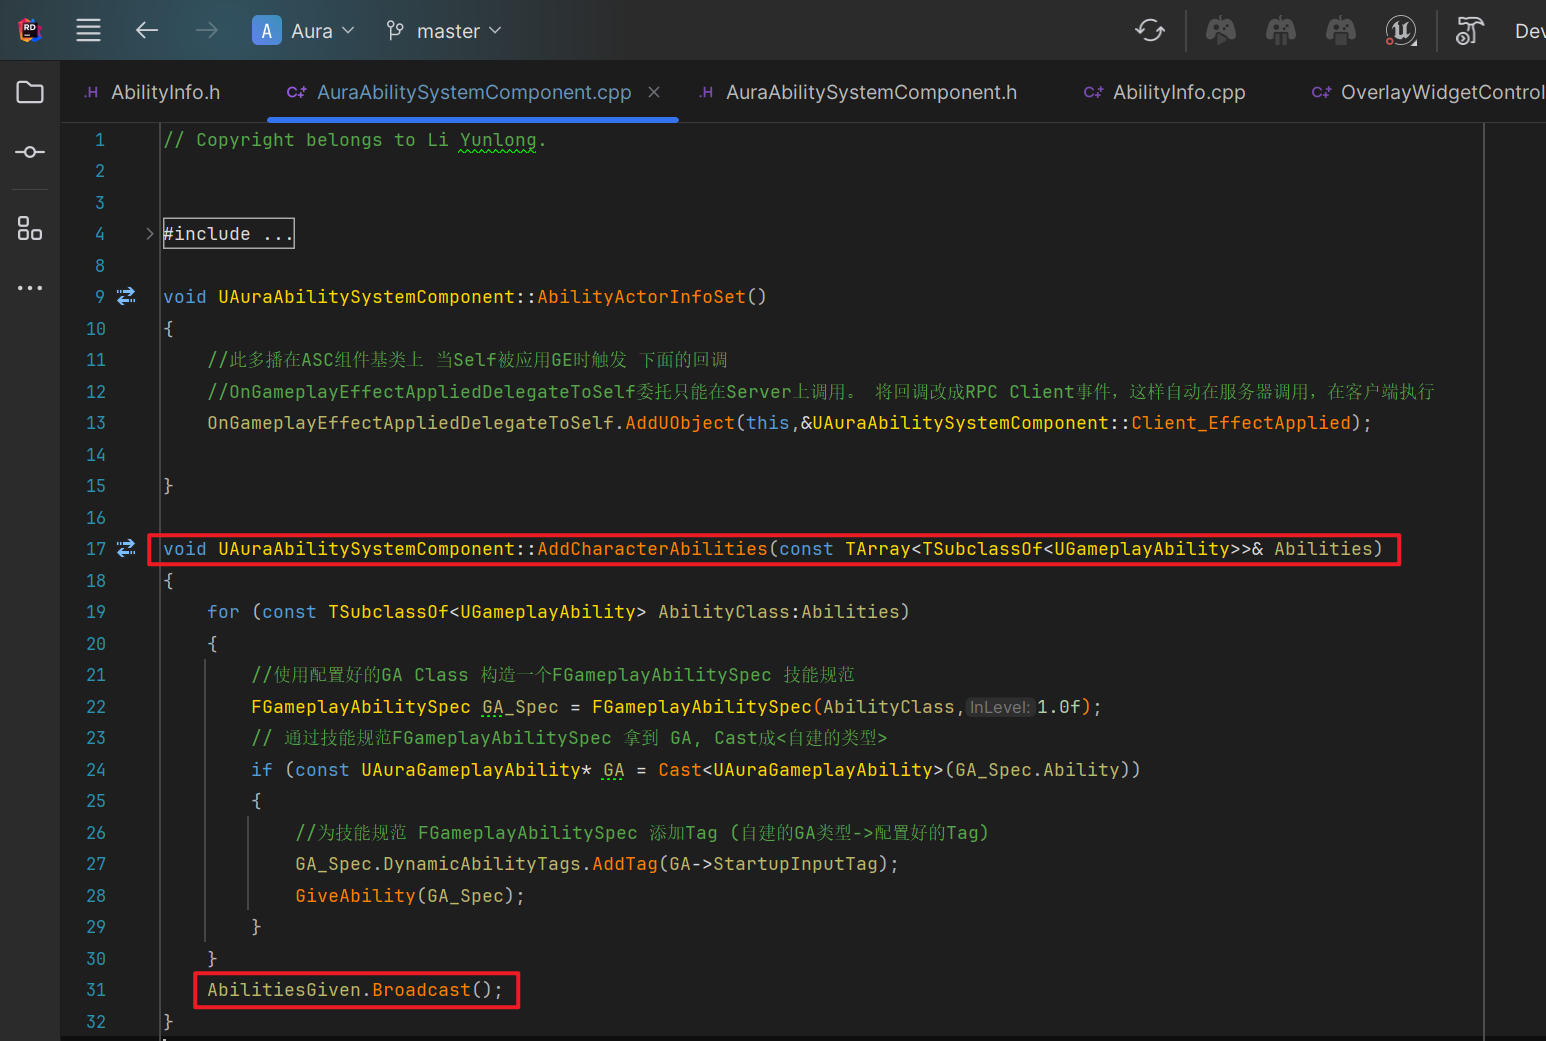 RD
A Aura master Dev
.H AbilityInfo.h C+ AuraAbilitySystemComponent.cpp × .H AuraAbilitySystemComponent.h C+ AbilityInfo.cpp C+ OverlayWidgetControl
1 // Copyright belongs to Li Yunlong.
2
3
4 #include ...
8
9 void UAuraAbilitySystemComponent::AbilityActorInfoSet()
10 {
11 //此多播在ASC组件基类上 当Self被应用GE时触发 下面的回调
12 //OnGameplayEffectAppliedDelegateToSelf委托只能在Server上调用。 将回调改成RPC Client事件，这样自动在服务器调用，在客户端执行
13 OnGameplayEffectAppliedDelegateToSelf.AddUObject(this,&UAuraAbilitySystemComponent::Client_EffectApplied);
14
15 }
16
17 void UAuraAbilitySystemComponent::AddCharacterAbilities(const TArray<TSubclassOf<UGameplayAbility>>& Abilities)
18 {
19 for (const TSubclassOf<UGameplayAbility> AbilityClass:Abilities)
20 {
21 //使用配置好的GA Class 构造一个FGameplayAbilitySpec 技能规范
22 FGameplayAbilitySpec GA_Spec = FGameplayAbilitySpec(AbilityClass, InLevel: 1.0f);
23 // 通过技能规范FGameplayAbilitySpec 拿到 GA, Cast成<自建的类型>
24 if (const UAuraGameplayAbility* GA = Cast<UAuraGameplayAbility>(GA_Spec.Ability))
25 {
26 //为技能规范 FGameplayAbilitySpec 添加Tag (自建的GA类型->配置好的Tag)
27 GA_Spec.DynamicAbilityTags.AddTag(GA->StartupInputTag);
28 GiveAbility(GA_Spec);
29 }
30 }
31 AbilitiesGiven.Broadcast();
32 }